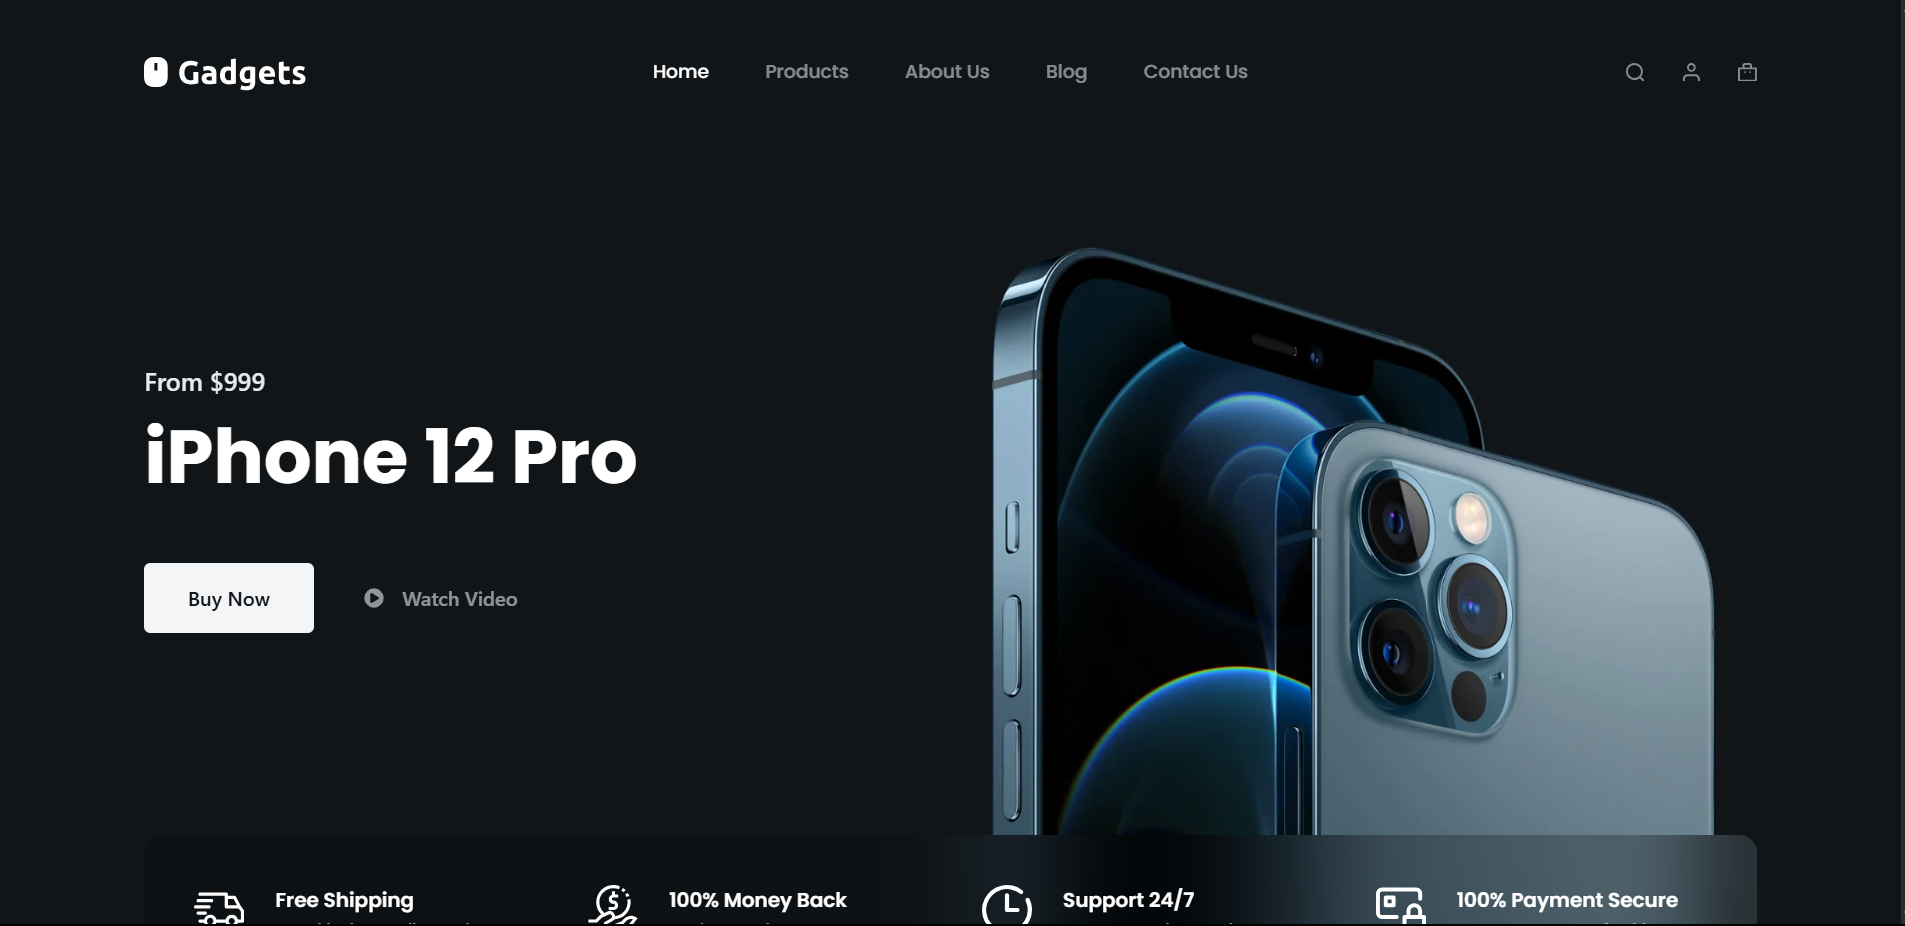 Gadgets
Home
Products
About Us
Blog
Contact Us
From $999
iPhone 12 Pro
Buy Now
Watch Video
Free Shipping
100% Money Back
Support 24/7
100% Payment Secure